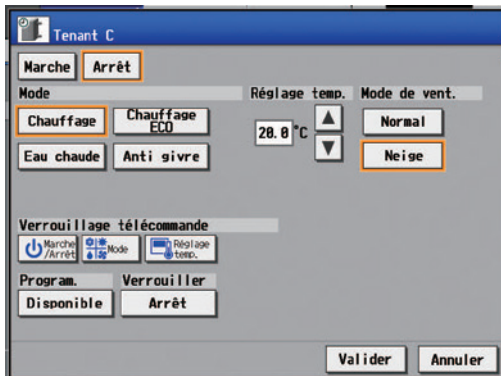 Tenant C
Marche Arrêt
Mode
Réglage temp.
Mode de vent.
Chauffage
Chauffage
ECO
20.0 °C
Normal
Eau chaude
Anti givre
Neige
Verrouillage télécommande
Marche
/Arrêt
Mode
Réglage
temp.
Program.
Verrouiller
Disponible
Arrêt
Valider
Annuler